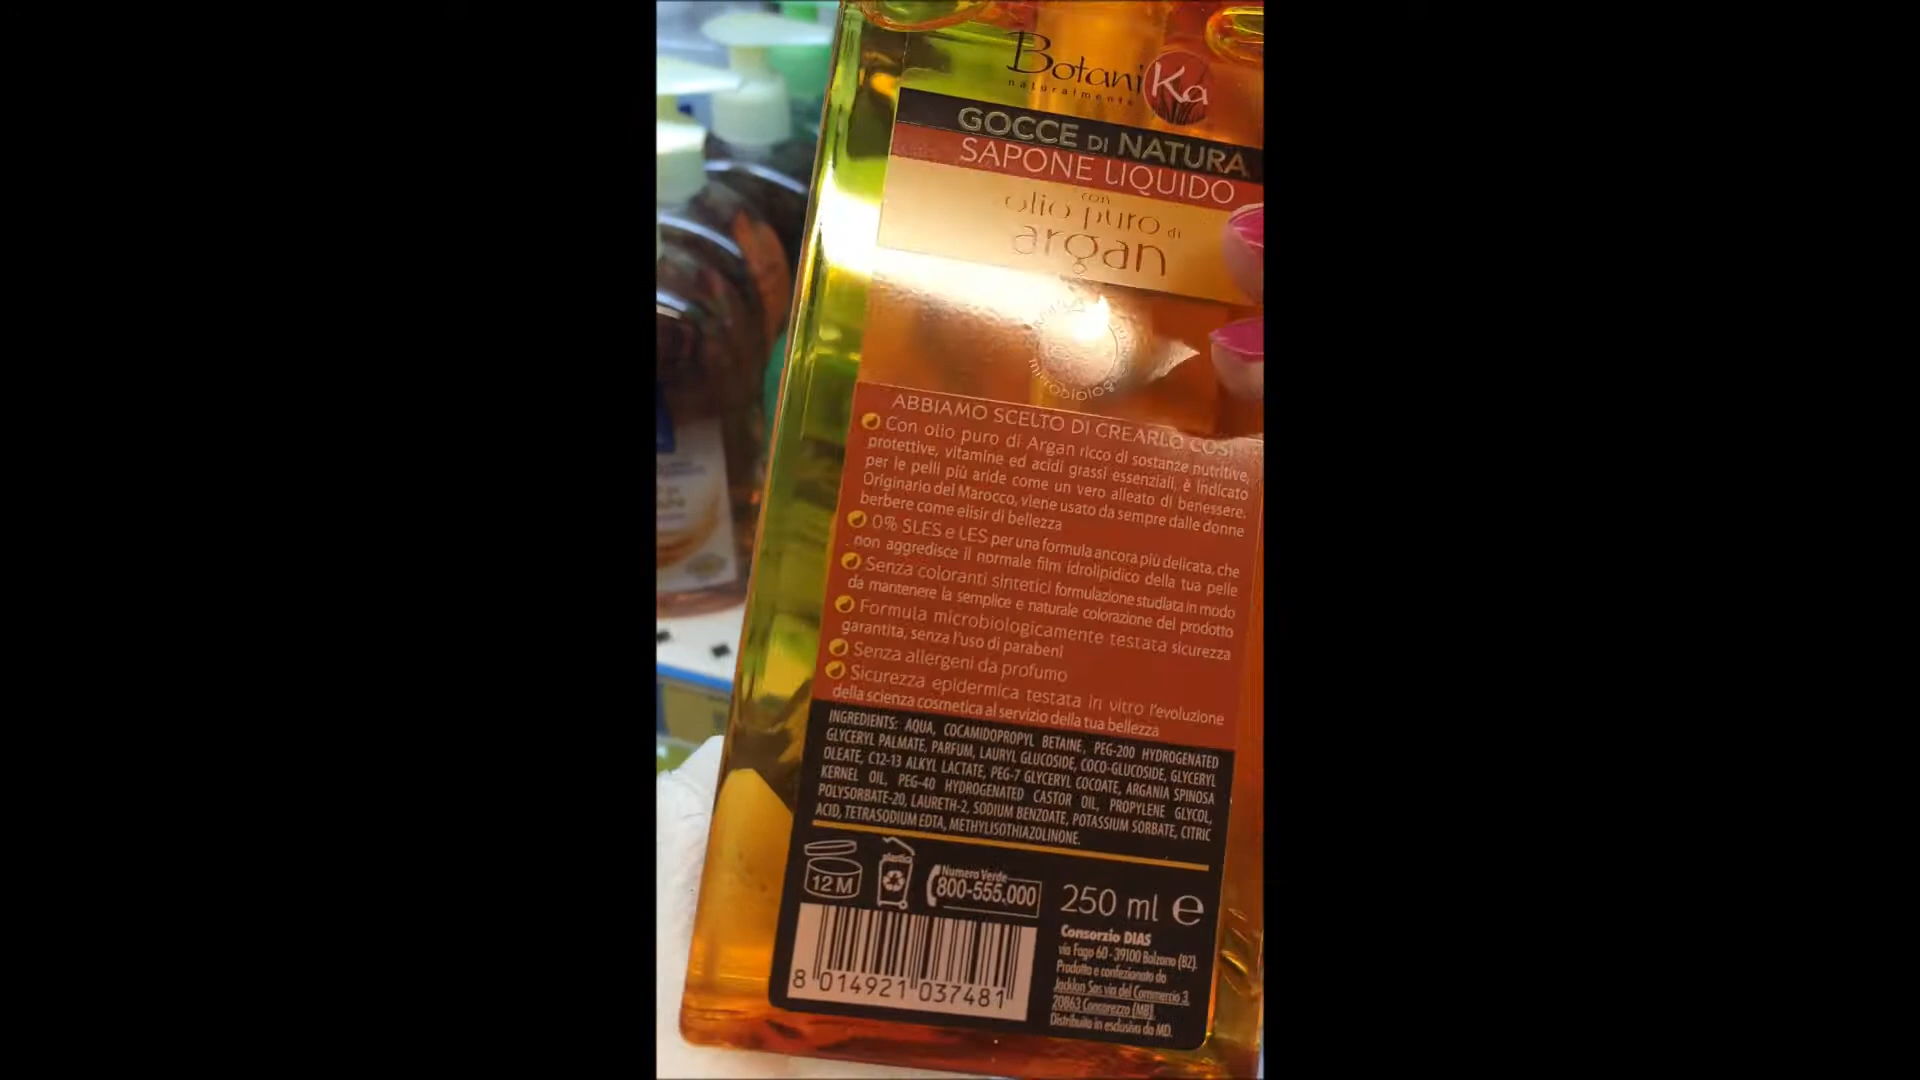 BotaniKa
naturalmente
GOCCE DI NATURA
SAPONE LIQUIDO
con
olio puro di
argan
ABBIAMO SCELTO DI CREARLO COSÌ
Con olio puro di Argan ricco di sostanze nutritive,
protettive, vitamine ed acidi grassi essenziali, è indicato
per le pelli più aride come un vero alleato di benessere.
Originario del Marocco, viene usato da sempre dalle donne
berbere come elisir di bellezza
0% SLES e LES per una formula ancora più delicata, che
non aggredisce il normale film idrolipidico della tua pelle
Senza coloranti sintetici formulazione studiata in modo
da mantenere la semplice e naturale colorazione del prodotto
Formula microbiologicamente testata sicurezza
garantita, senza l'uso di parabeni
Senza allergeni da profumo
Sicurezza epidermica testata in vitro l'evoluzione
della scienza cosmetica al servizio della tua bellezza
INGREDIENTS: AQUA, COCAMIDOPROPYL BETAINE, PEG-200 HYDROGENATED
GLYCERYL PALMATE, PARFUM, LAURYL GLUCOSIDE, COCO-GLUCOSIDE, GLYCERYL
OLEATE, C12-13 ALKYL LACTATE, PEG-7 GLYCERYL COCOATE, ARGANIA SPINOSA
KERNEL OIL, PEG-40 HYDROGENATED CASTOR OIL, PROPYLENE GLYCOL,
POLYSORBATE-20, LAURETH-2, SODIUM BENZOATE, POTASSIUM SORBATE, CITRIC
ACID, TETRASODIUM EDTA, METHYLISOTHIAZOLINONE.
12 M
plastica
Numero Verde
800-555.000
250 ml e
Consorzio DIAS
via Fago 60 - 39100 Bolzano (BZ).
Prodotto e confezionato da
Jacklon Sas via del Commercio 3
20863 Concorezzo (MB)
Distribuito in esclusiva da MD.
8 014921 037481